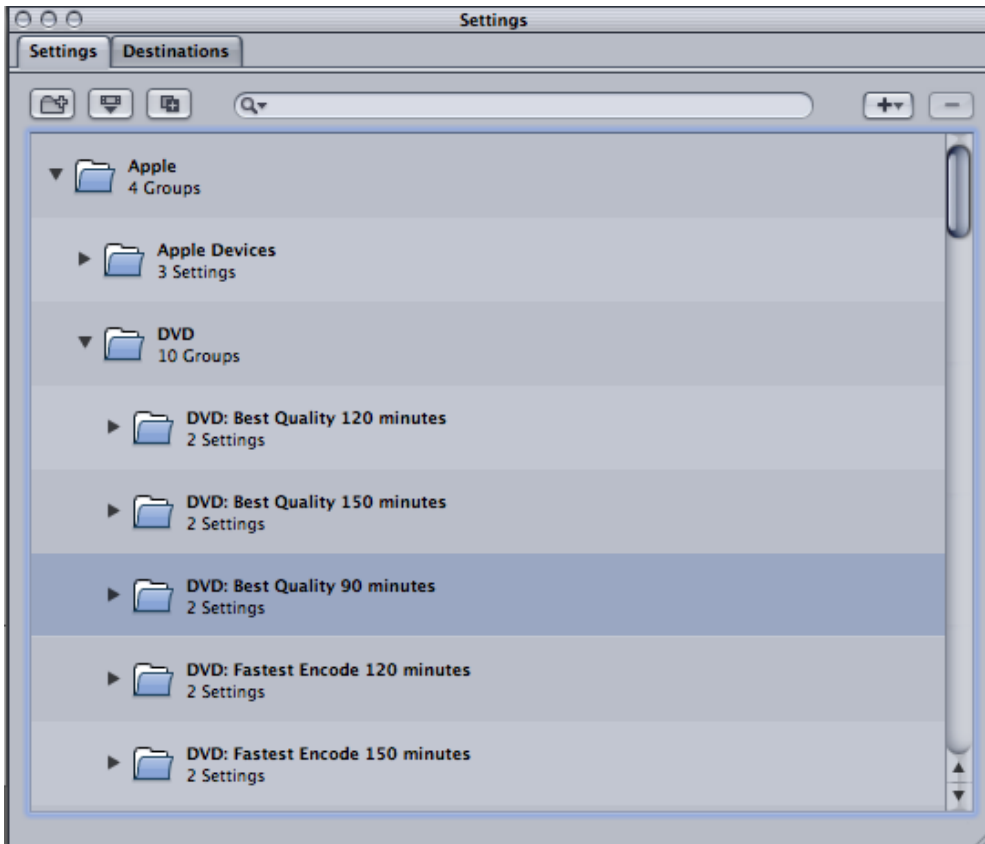 Settings
Settings Destinations
Apple
4 Groups
Apple Devices
3 Settings
DVD
10 Groups
DVD: Best Quality 120 minutes
2 Settings
DVD: Best Quality 150 minutes
2 Settings
DVD: Best Quality 90 minutes
2 Settings
DVD: Fastest Encode 120 minutes
2 Settings
DVD: Fastest Encode 150 minutes
2 Settings